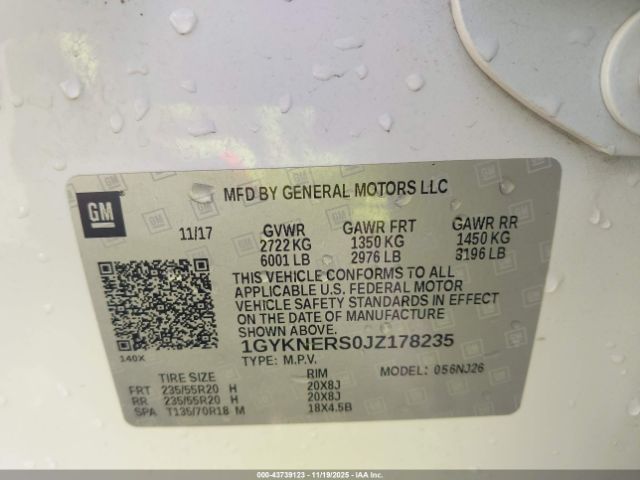 GM
MFD BY GENERAL MOTORS LLC
11/17 GVWR GAWR FRT GAWR RR
2722 KG 1350 KG 1450 KG
6001 LB 2976 LB 3196 LB
THIS VEHICLE CONFORMS TO ALL
APPLICABLE U.S. FEDERAL MOTOR
VEHICLE SAFETY STANDARDS IN EFFECT
ON THE DATE OF MANUFACTURE
SHOWN ABOVE.
1GYKNERS0JZ178235
140X
TYPE: M.P.V. MODEL: 056NJ26
TIRE SIZE RIM
FRT 235/55R20 H 20X8J
RR 235/55R20 H 20X8J
SPA T135/70R18 M 18X4.5B
000-43739123 - 11/19/2025 - IAAI, Inc.